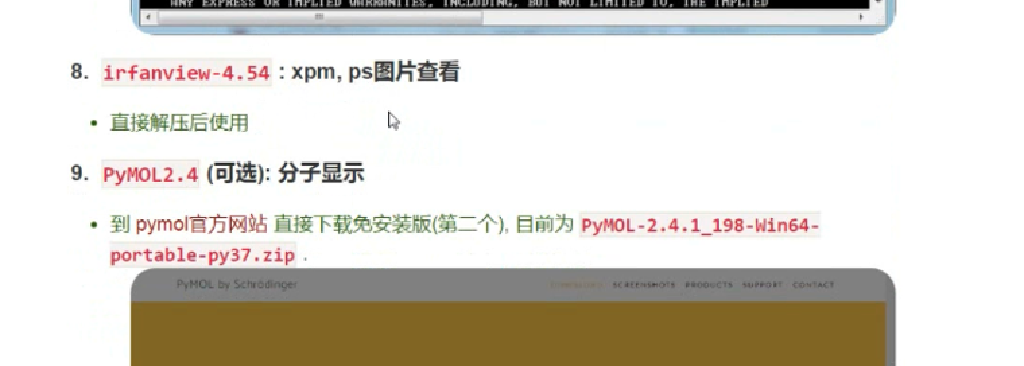 ANY EXPRESS OR IMPLIED WARRANTIES, INCLUDING, BUT NOT LIMITED TO, THE IMPLIED
8. irfanview-4.54 : xpm, ps图片查看
• 直接解压后使用
9. PyMOL2.4 (可选): 分子显示
• 到 pymol官方网站 直接下载免安装版(第二个), 目前为 PyMOL-2.4.1_198-Win64-
portable-py37.zip .
PyMOL by Schrödinger
SCREENSHOTS PRODUCTS SUPPORT CONTACT